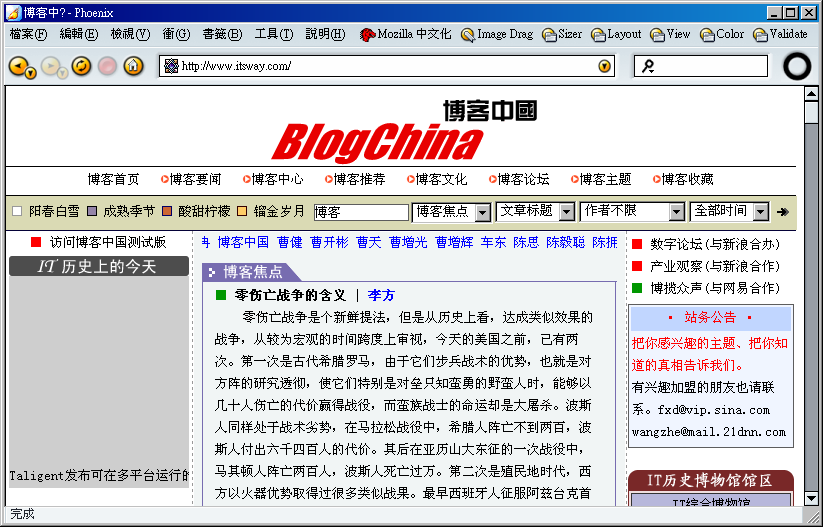 博客中? - Phoenix
檔案(F) 編輯(E) 檢視(V) 衝(G) 書籤(B) 工具(T) 說明(H) Mozilla 中文化 Image Drag Sizer Layout View Color Validate
http://www.itsway.com/
博客中國
BlogChina
博客首页 博客要闻 博客中心 博客推荐 博客文化 博客论坛 博客主题 博客收藏
阳春白雪 成熟季节 酸甜柠檬 镏金岁月 博客 博客焦点 文章标题 作者不限 全部时间
访问博客中国测试版
IT 历史上的今天
Taligent发布可在多平台运行的
博客中国 曹健 曹开彬 曹天 曹增光 曹增辉 车东 陈思 陈毅聪 陈拥
博客焦点
零伤亡战争的含义 | 李方
零伤亡战争是个新鲜提法，但是从历史上看，达成类似效果的
战争，从较为宏观的时间跨度上审视，今天的美国之前，已有两
次。第一次是古代希腊罗马，由于它们步兵战术的优势，也就是对
方阵的研究透彻，使它们特别是对垒只知蛮勇的野蛮人时，能够以
几十人伤亡的代价赢得战役，而蛮族战士的命运却是大屠杀。波斯
人同样处于战术劣势，在马拉松战役中，希腊人阵亡不到两百，波
斯人付出六千四百人的代价。其后在亚历山大东征的一次战役中，
马其顿人阵亡两百人，波斯人死亡过万。第二次是殖民地时代，西
方以火器优势取得过很多类似战果。最早西班牙人征服阿兹台克首
数字论坛(与新浪合办)
产业观察(与新浪合作)
博揽众声(与网易合作)
· 站务公告 ·
把你感兴趣的主题、把你知
道的真相告诉我们。
有兴趣加盟的朋友也请联
系。fxd@vip.sina.com
wangzhe@mail.21dnn.com
IT历史博物馆馆区
IT综合博物馆
完成